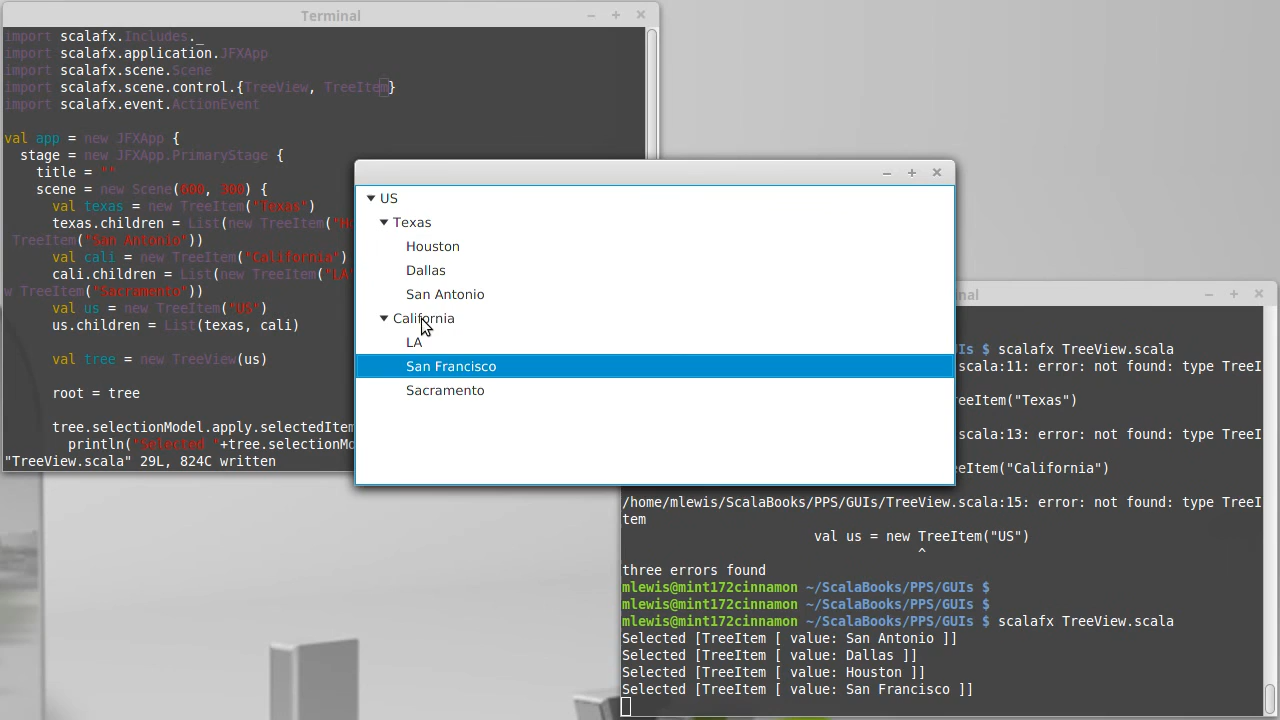 Terminal
import scalafx.Includes._
import scalafx.application.JFXApp
import scalafx.scene.Scene
import scalafx.scene.control.{TreeView, TreeItem}
import scalafx.event.ActionEvent
val app = new JFXApp {
stage = new JFXApp.PrimaryStage {
title = ""
scene = new Scene(600, 300) {
val texas = new TreeItem("Texas")
texas.children = List(new TreeItem("H
TreeItem("San Antonio"))
val cali = new TreeItem("California")
cali.children = List(new TreeItem("LA"
w TreeItem("Sacramento"))
val us = new TreeItem("US")
us.children = List(texas, cali)
val tree = new TreeView(us)
root = tree
tree.selectionModel.apply.selectedItem
println("Selected "+tree.selectionMo
"TreeView.scala" 29L, 824C written
US
Texas
Houston
Dallas
San Antonio
California
LA
San Francisco
Sacramento
nal
Is $ scalafx TreeView.scala
scala:11: error: not found: type TreeI
eeItem("Texas")
scala:13: error: not found: type TreeI
eeItem("California")
/home/mlewis/ScalaBooks/PPS/GUIs/TreeView.scala:15: error: not found: type TreeI
tem
val us = new TreeItem("US")
^
three errors found
mlewis@mint172cinnamon ~/ScalaBooks/PPS/GUIs $
mlewis@mint172cinnamon ~/ScalaBooks/PPS/GUIs $
mlewis@mint172cinnamon ~/ScalaBooks/PPS/GUIs $ scalafx TreeView.scala
Selected [TreeItem [ value: San Antonio ]]
Selected [TreeItem [ value: Dallas ]]
Selected [TreeItem [ value: Houston ]]
Selected [TreeItem [ value: San Francisco ]]